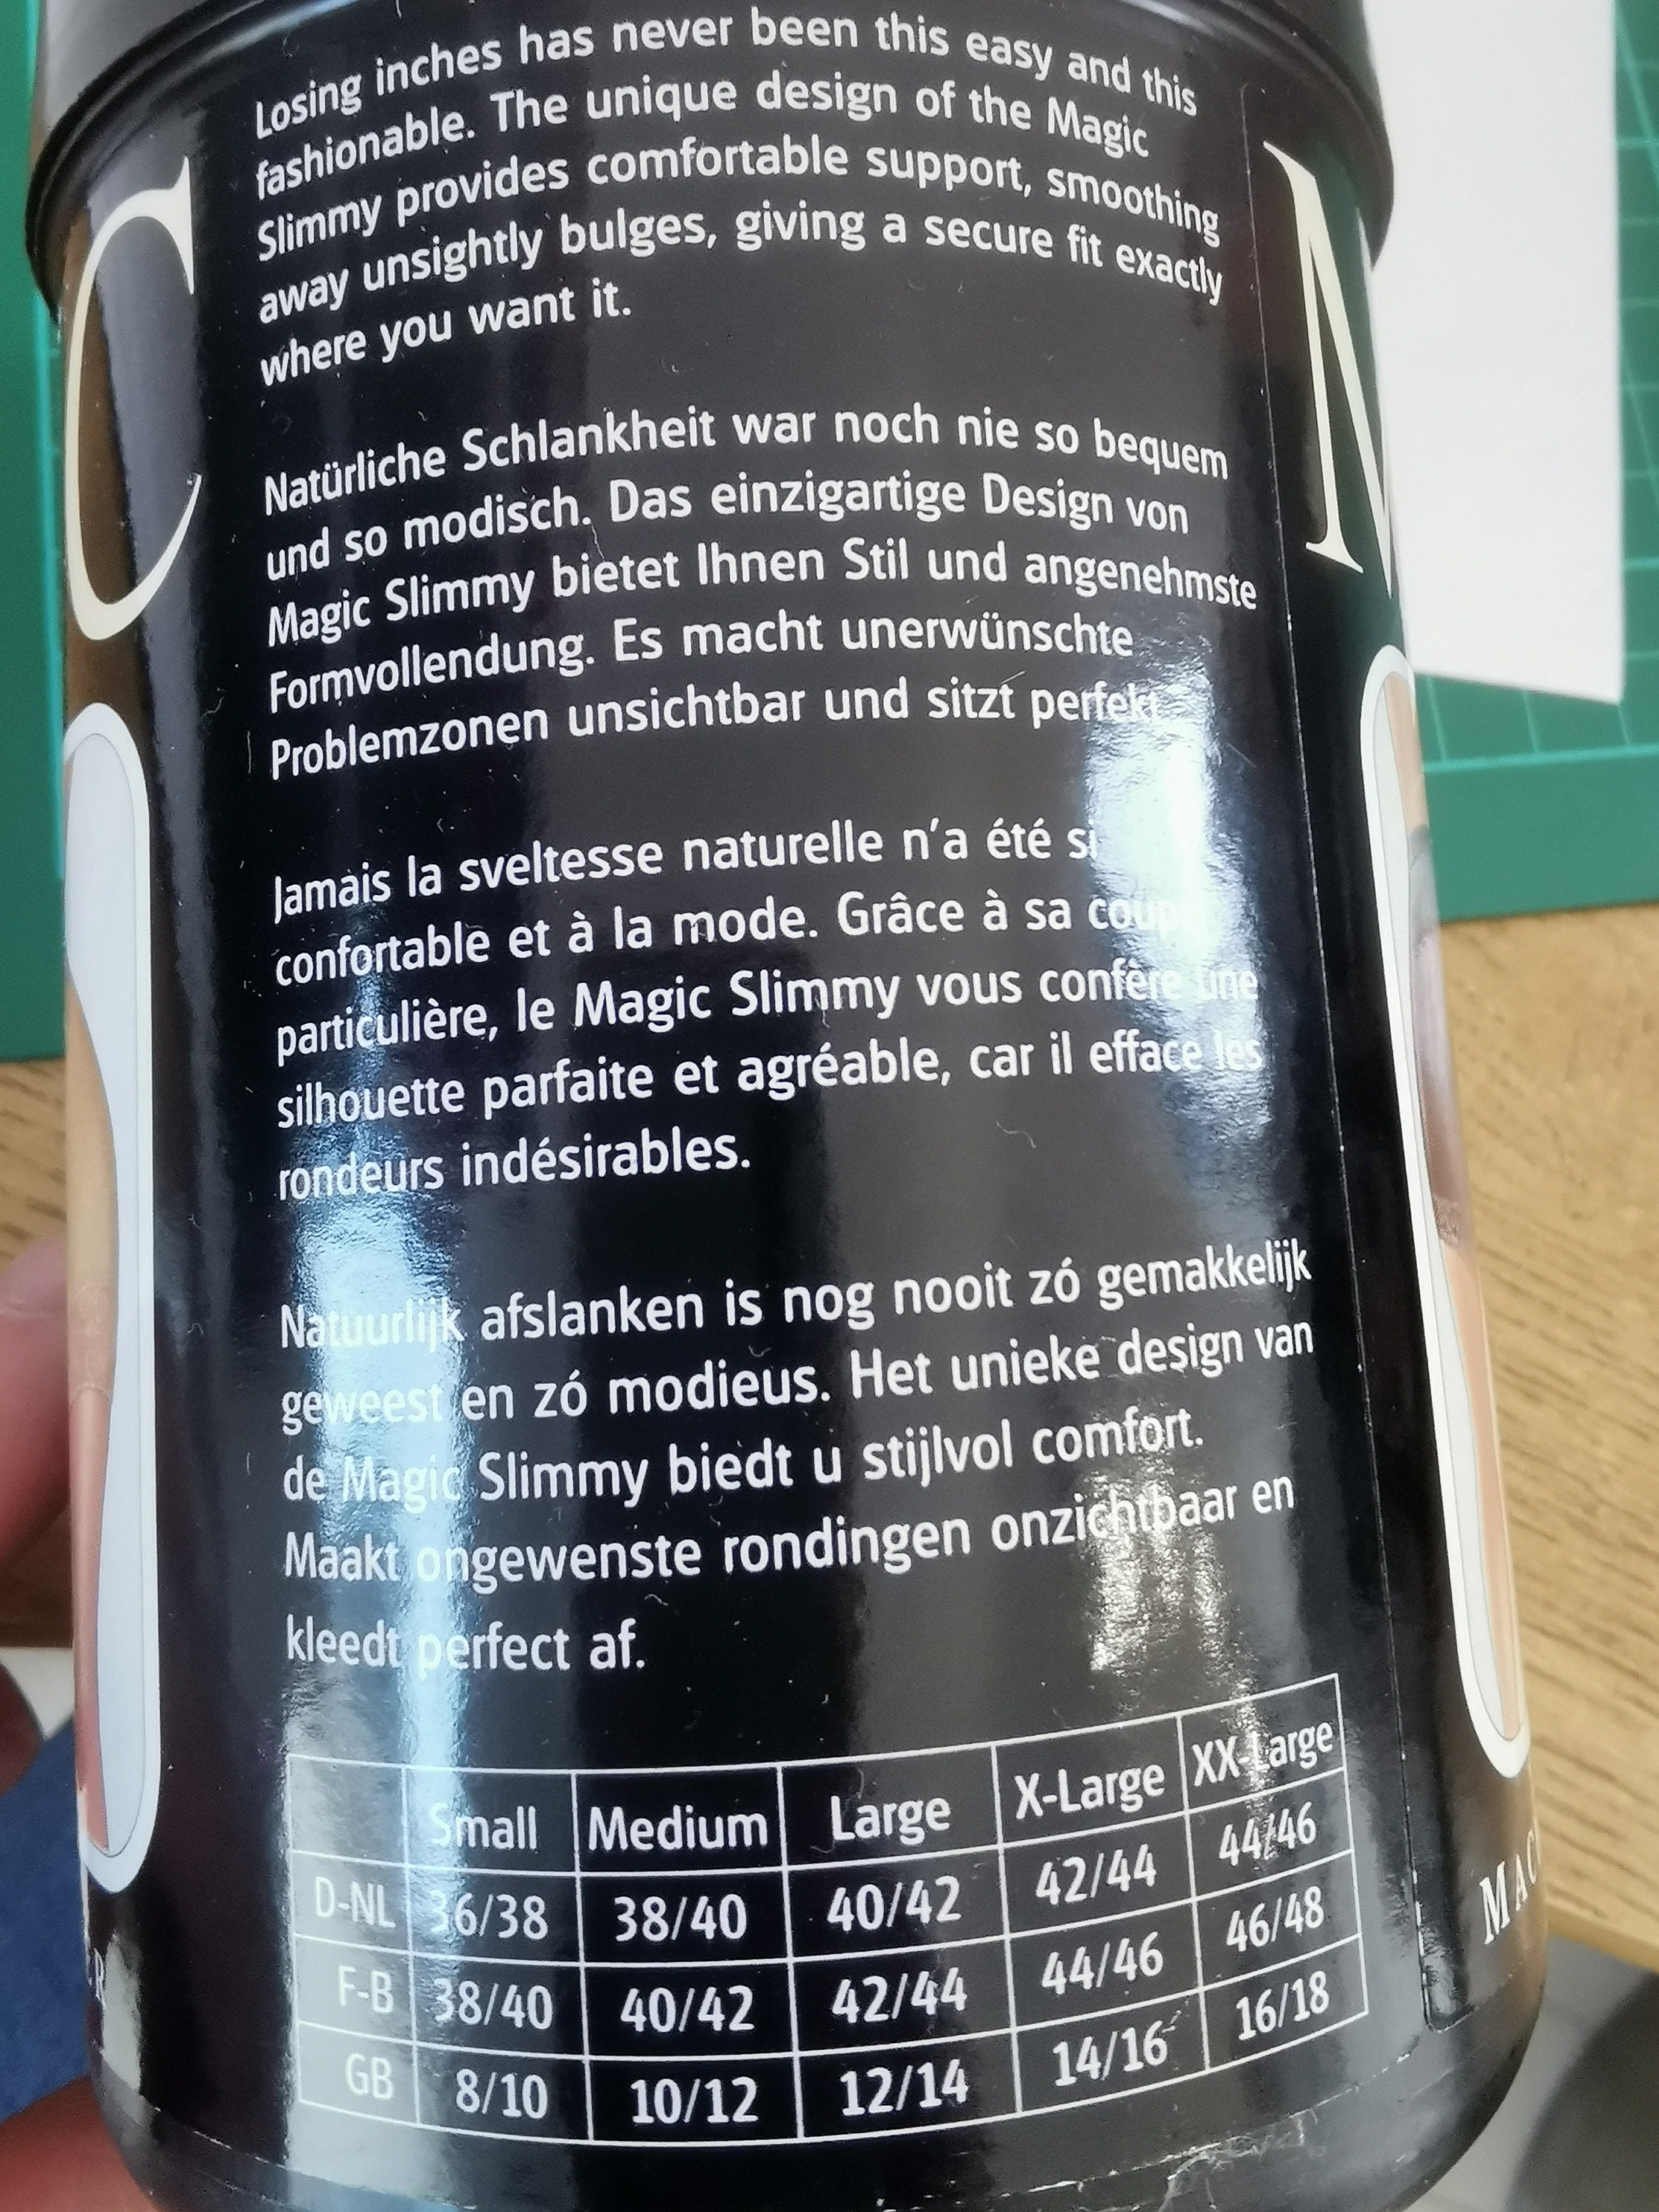 C
Losing inches has never been this easy and this
fashionable. The unique design of the Magic
Slimmy provides comfortable support, smoothing
away unsightly bulges, giving a secure fit exactly
where you want it.
Natürliche Schlankheit war noch nie so bequem
und so modisch. Das einzigartige Design von
Magic Slimmy bietet Ihnen Stil und angenehmste
Formvollendung. Es macht unerwünschte
Problemzonen unsichtbar und sitzt perfekt.
Jamais la sveltesse naturelle n'a été si
confortable et à la mode. Grâce à sa coupe
particulière, le Magic Slimmy vous confère une
silhouette parfaite et agréable, car il efface les
rondeurs indésirables.
Natuurlijk afslanken is nog nooit zó gemakkelijk
geweest en zó modieus. Het unieke design van
de Magic Slimmy biedt u stijlvol comfort.
Maakt ongewenste rondingen onzichtbaar en
kleedt perfect af.
Small Medium Large X-Large XX-Large
D-NL 36/38 38/40 40/42 42/44 44/46
F-B 38/40 40/42 42/44 44/46 46/48
GB 8/10 10/12 12/14 14/16 16/18
M